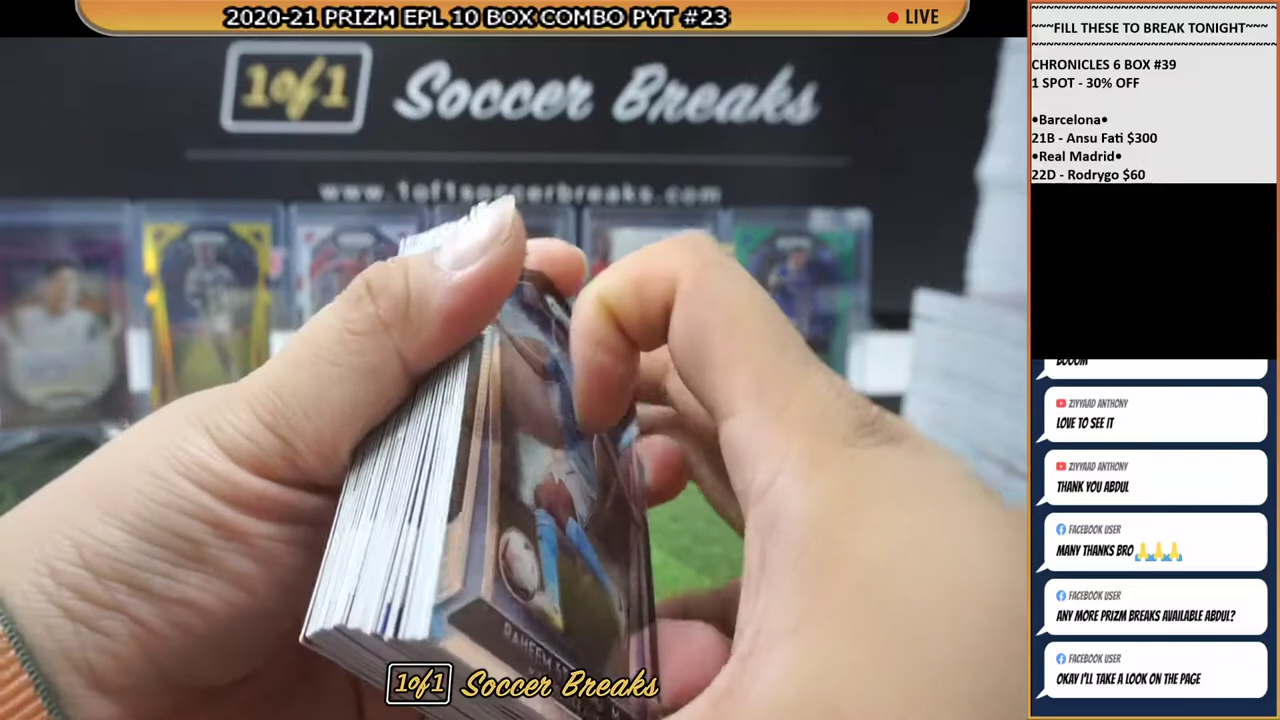 2020-21 PRIZM EPL 10 BOX COMBO PYT #23
LIVE
1of1 Soccer Breaks
www.1of1soccerbreaks.com
RAHEEM
1of1 Soccer Breaks
~~~FILL THESE TO BREAK TONIGHT~~~
CHRONICLES 6 BOX #39
1 SPOT - 30% OFF
•Barcelona•
21B - Ansu Fati $300
•Real Madrid•
22D - Rodrygo $60
ZIYYAAD ANTHONY
LOVE TO SEE IT
ZIYYAAD ANTHONY
THANK YOU ABDUL
FACEBOOK USER
MANY THANKS BRO 🙏🙏🙏
FACEBOOK USER
ANY MORE PRIZM BREAKS AVAILABLE ABDUL?
FACEBOOK USER
OKAY I'LL TAKE A LOOK ON THE PAGE